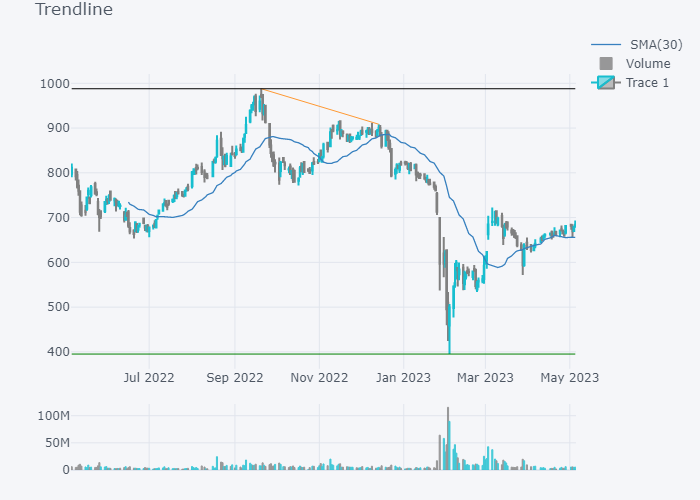 Trendline
SMA(30)
Volume
Trace 1
1000
900
800
700
600
500
400
Jul 2022
Sep 2022
Nov 2022
Jan 2023
Mar 2023
May 2023
100M
50M
0